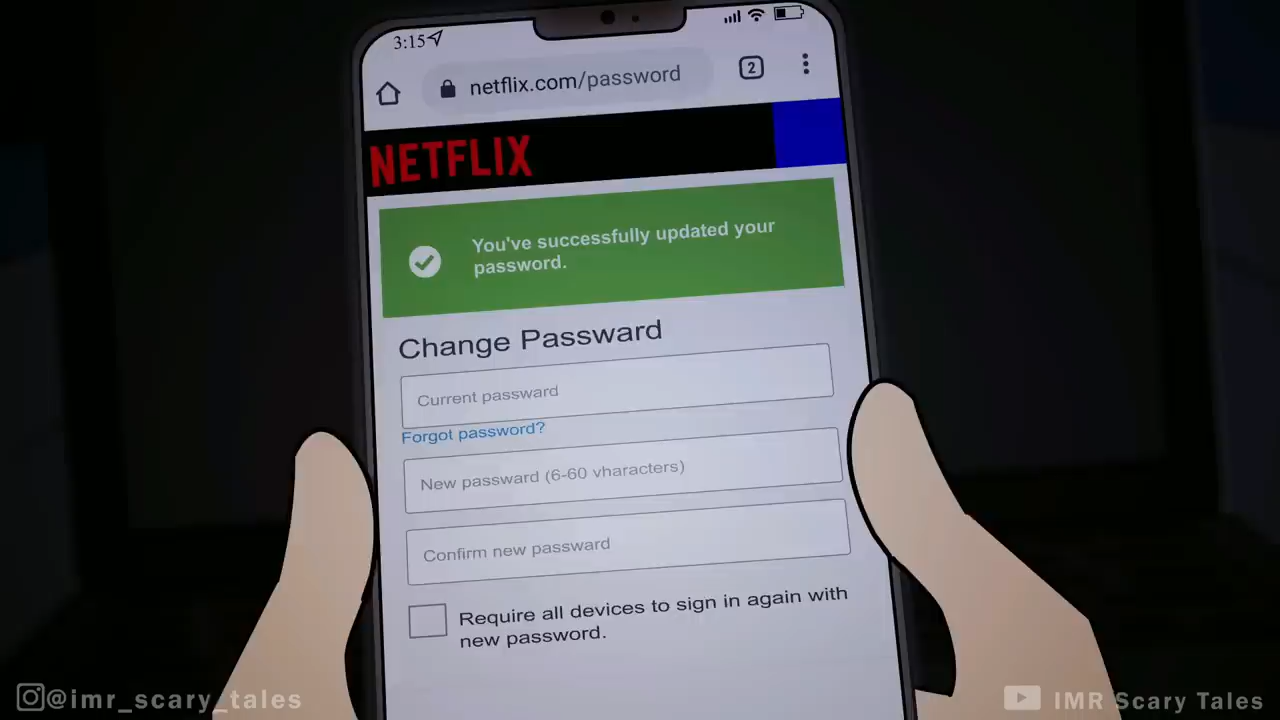 3:15
netflix.com/password
2
NETFLIX
You've successfully updated your
password.
Change Passward
Current password
Forgot password?
New password (6-60 vharacters)
Confirm new password
Require all devices to sign in again with
new password.
@imr_scary_tales
IMR Scary Tales